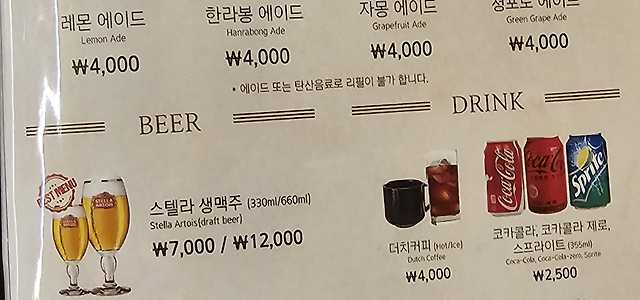 레몬 에이드
Lemon Ade
₩4,000
한라봉 에이드
Hanrabong Ade
₩4,000
자몽 에이드
Grapefruit Ade
₩4,000
청포도 에이드
Green Grape Ade
₩4,000
• 에이드 또는 탄산음료로 리필이 불가 합니다.
BEER
BEST MENU
STELLA ARTOIS
STELLA ARTOIS
스텔라 생맥주 (330ml/660ml)
Stella Artois(draft beer)
₩7,000 / ₩12,000
DRINK
더치커피 (Hot/Ice)
Dutch Coffee
₩4,000
Coca-Cola
Coca-Cola
Sprite
코카콜라, 코카콜라 제로,
스프라이트 (355ml)
Coca-Cola, Coca-Cola-zero, Sprite
₩2,500